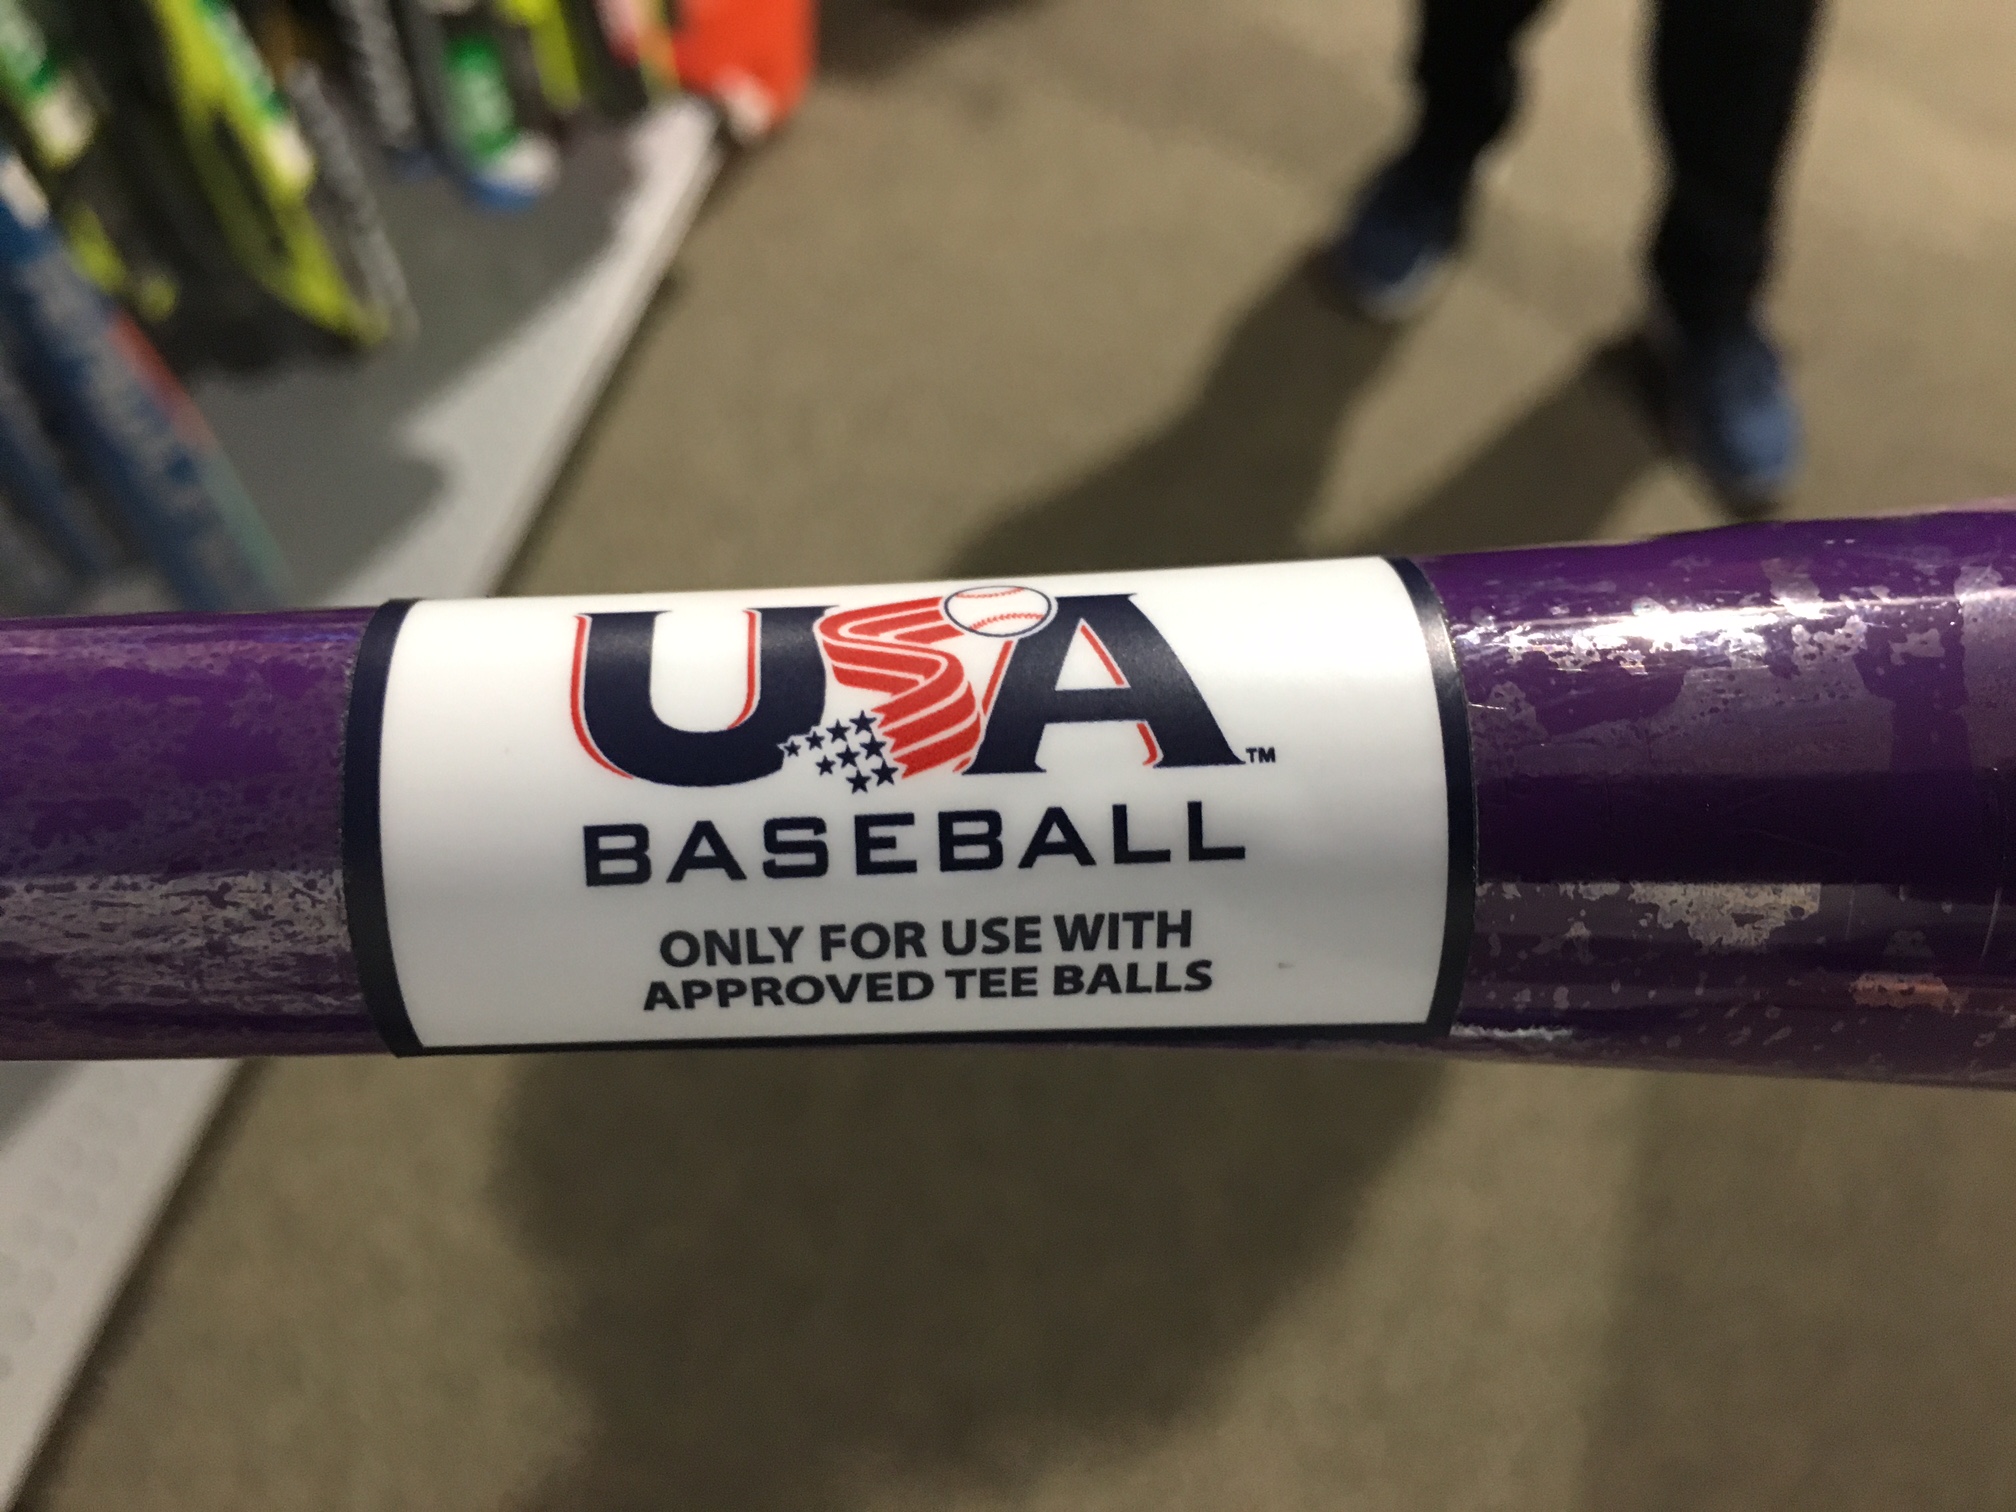 USA™
BASEBALL
ONLY FOR USE WITH
APPROVED TEE BALLS